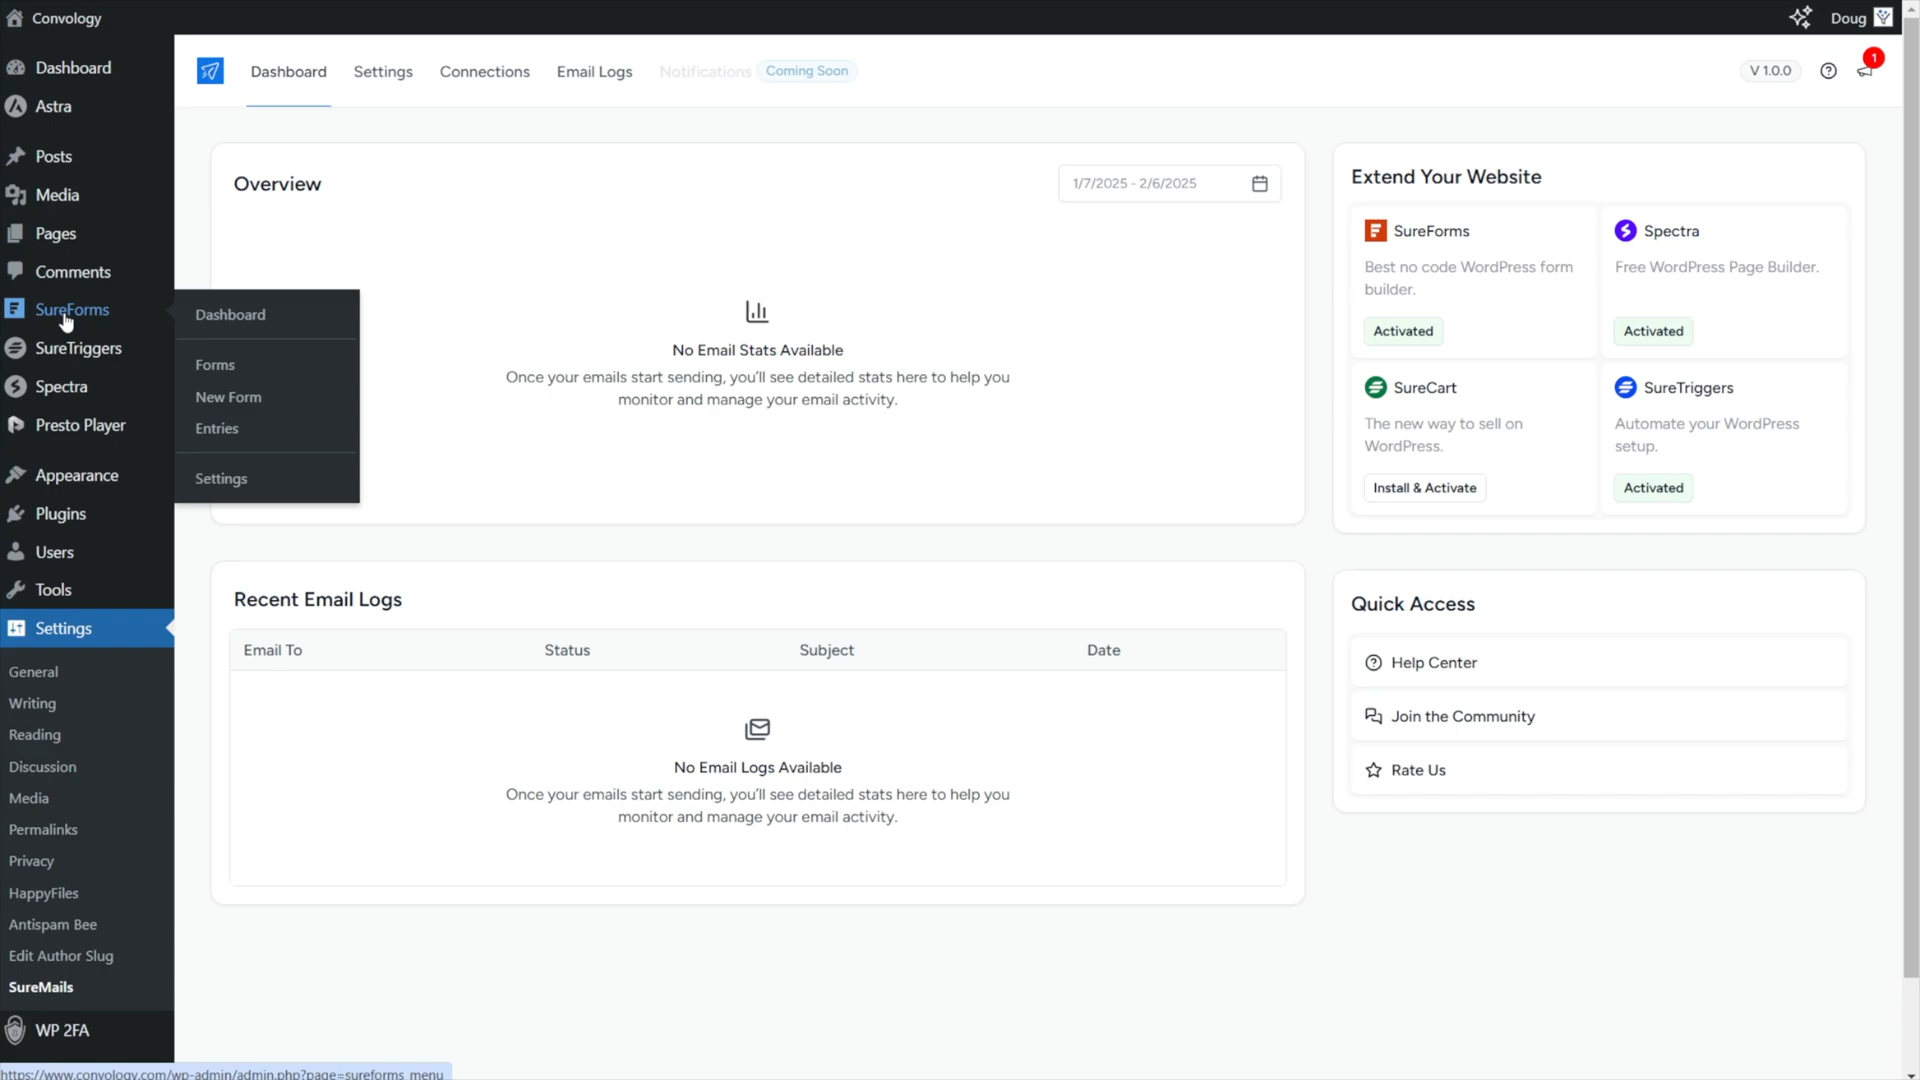 Convology
Doug
Dashboard
Astra
Posts
Media
Pages
Comments
SureForms
SureTriggers
Spectra
Presto Player
Appearance
Plugins
Users
Tools
Settings
General
Writing
Reading
Discussion
Media
Permalinks
Privacy
HappyFiles
Antispam Bee
Edit Author Slug
SureMails
WP 2FA
Dashboard
Forms
New Form
Entries
Settings
Dashboard Settings Connections Email Logs Notifications Coming Soon
V 1.0.0
1
Overview
1/7/2025 - 2/6/2025
No Email Stats Available
Once your emails start sending, you'll see detailed stats here to help you
monitor and manage your email activity.
Recent Email Logs
Email To Status Subject Date
No Email Logs Available
Once your emails start sending, you'll see detailed stats here to help you
monitor and manage your email activity.
Extend Your Website
SureForms
Best no code WordPress form
builder.
Activated
Spectra
Free WordPress Page Builder.
Activated
SureCart
The new way to sell on
WordPress.
Install & Activate
SureTriggers
Automate your WordPress
setup.
Activated
Quick Access
Help Center
Join the Community
Rate Us
https://www.convology.com/wp-admin/admin.php?page=sureforms_menu